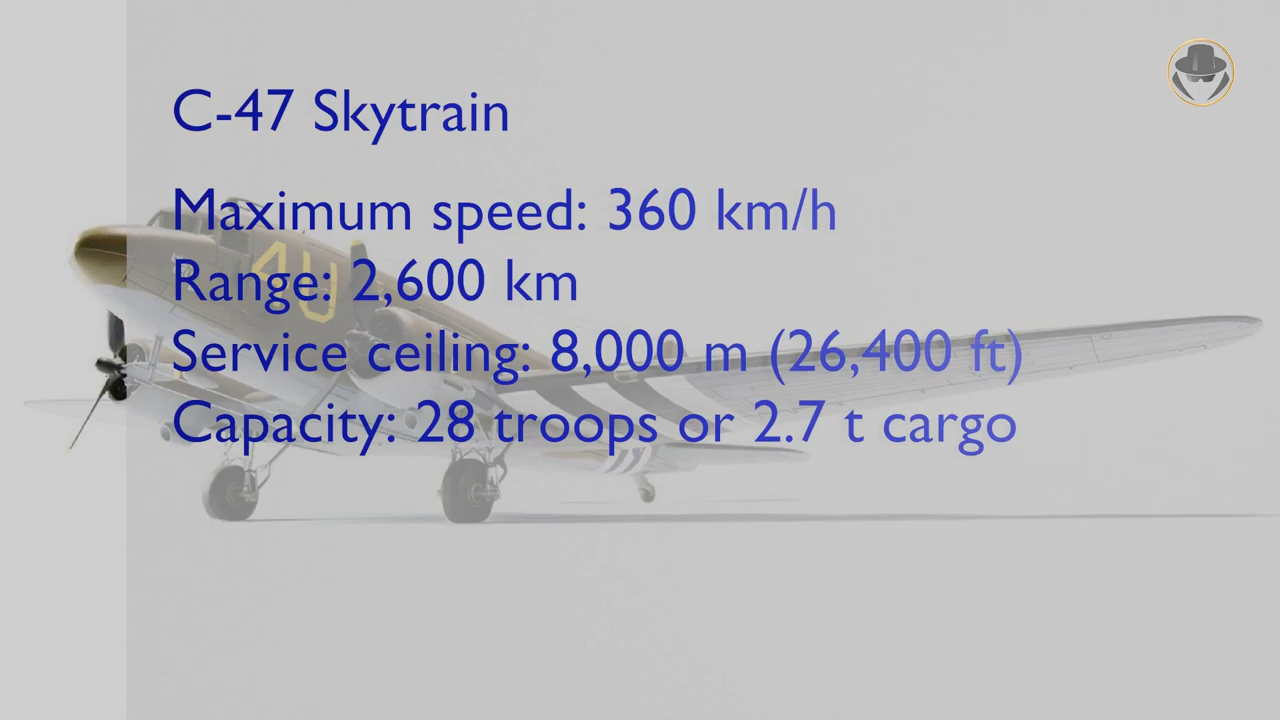 C-47 Skytrain
Maximum speed: 360 km/h
Range: 2,600 km
Service ceiling: 8,000 m (26,400 ft)
Capacity: 28 troops or 2.7 t cargo
4U